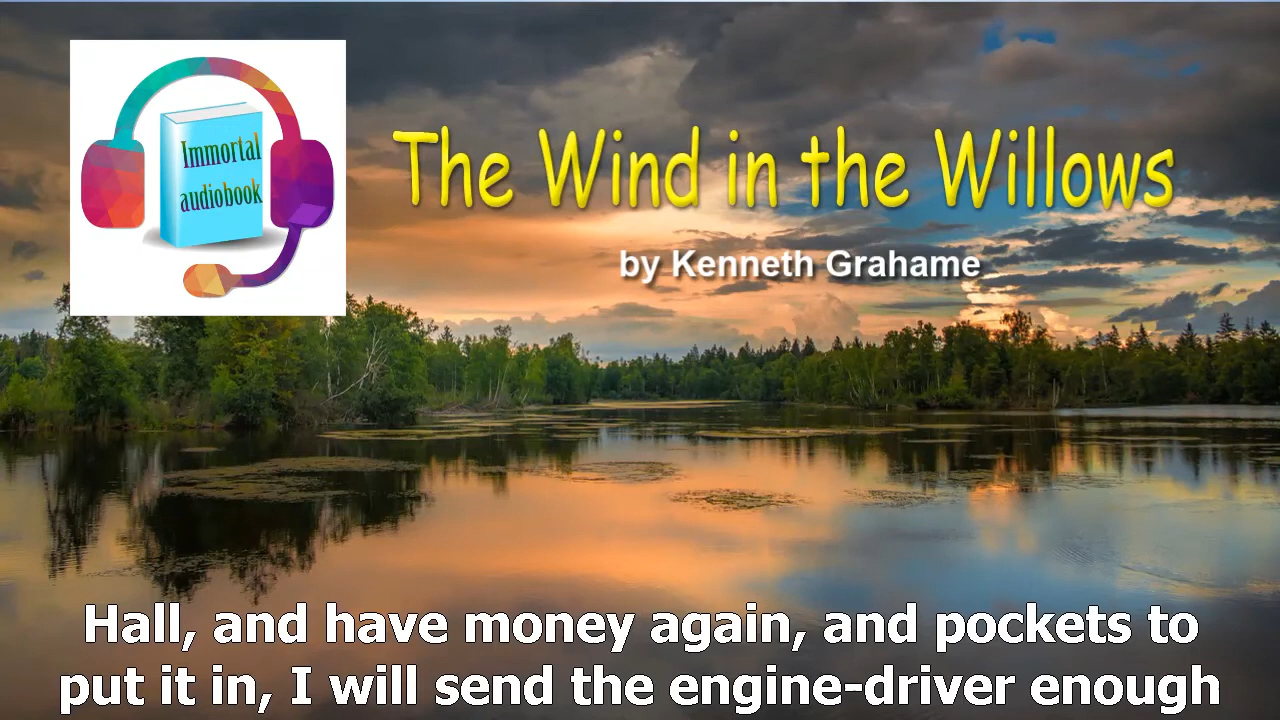 Immortal
audiobook
The Wind in the Willows
by Kenneth Grahame
Hall, and have money again, and pockets to
put it in, I will send the engine-driver enough